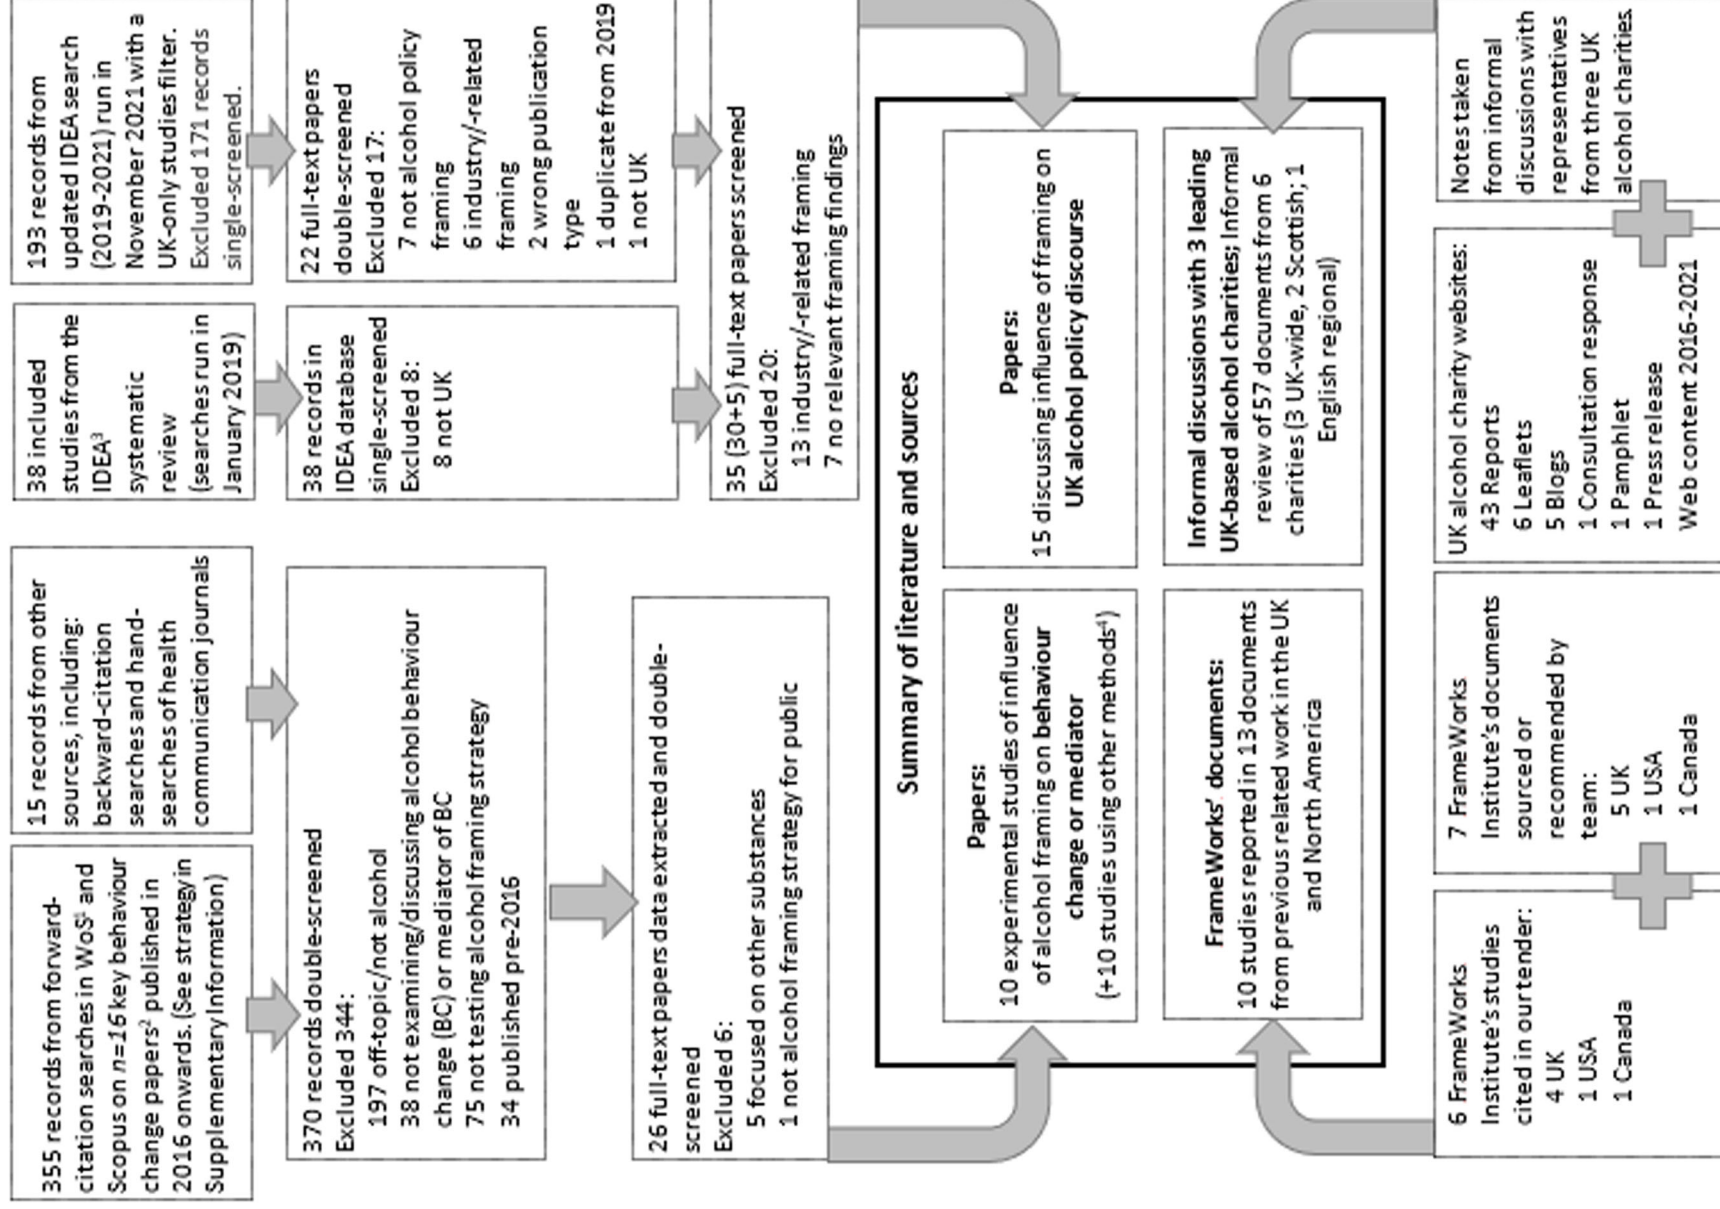 355 records from forward-
citation searches in WoS¹ and
Scopus on n=16 key behaviour
change papers² published in
2016 onwards. (See strategy in
Supplementary Information)
15 records from other
sources, including:
backward-citation
searches and hand-
searches of health
communication journals
38 included
studies from the
IDEA³
systematic
review
(searches run in
January 2019)
193 records from
updated IDEA search
(2019-2021) run in
November 2021 with a
UK-only studies filter.
Excluded 171 records
single-screened.
370 records double-screened
Excluded 344:
197 off-topic/not alcohol
38 not examining/discussing alcohol behaviour
change (BC) or mediator of BC
75 not testing alcohol framing strategy
34 published pre-2016
38 records in
IDEA database
single-screened
Excluded 8:
8 not UK
22 full-text papers
double-screened
Excluded 17:
7 not alcohol policy
framing
6 industry/-related
framing
2 wrong publication
type
1 duplicate from 2019
1 not UK
26 full-text papers data extracted and double-
screened
Excluded 6:
5 focused on other substances
1 not alcohol framing strategy for public
35 (30+5) full-text papers screened
Excluded 20:
13 industry/-related framing
7 no relevant framing findings
Summary of literature and sources
Papers:
10 experimental studies of influence
of alcohol framing on behaviour
change or mediator
(+10 studies using other methods⁴)
Papers:
15 discussing influence of framing on
UK alcohol policy discourse
FrameWorks' documents:
10 studies reported in 13 documents
from previous related work in the UK
and North America
Informal discussions with 3 leading
UK-based alcohol charities; Informal
review of 57 documents from 6
charities (3 UK-wide, 2 Scottish; 1
English regional)
6 FrameWorks
Institute's studies
cited in our tender:
4 UK
1 USA
1 Canada
7 FrameWorks
Institute's documents
sourced or
recommended by
team:
5 UK
1 USA
1 Canada
UK alcohol charity websites:
43 Reports
6 Leaflets
5 Blogs
1 Consultation response
1 Pamphlet
1 Press release
Web content 2016-2021
Notes taken
from informal
discussions with
representatives
from three UK
alcohol charities.